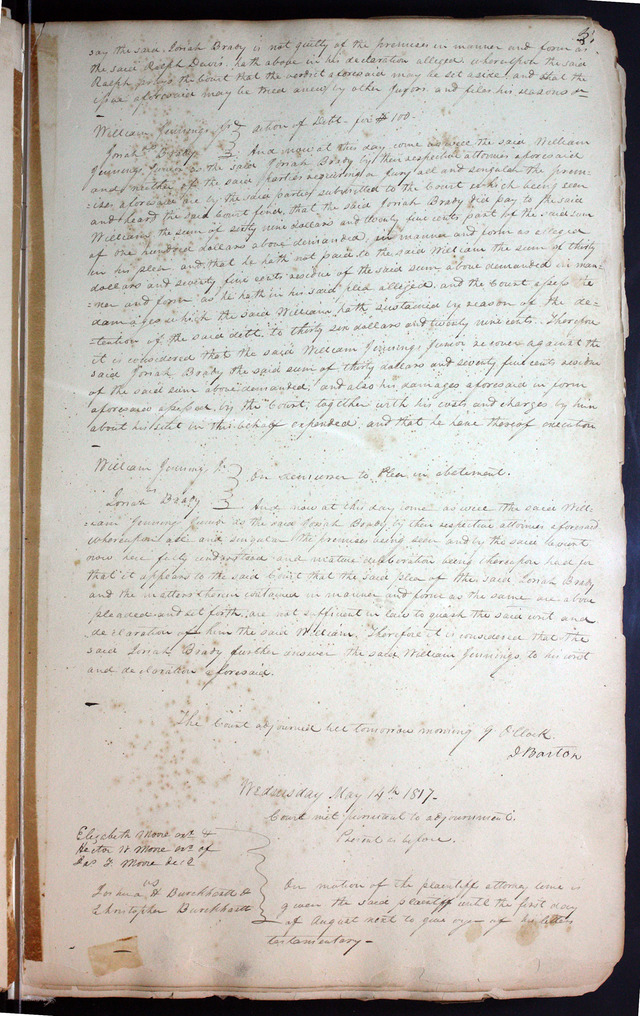 say the said Josiah Brady is not guilty of the premises in manner and form as
the said Ralph Davis hath above in his declaration alleged whereupon the said
Ralph the Court that the verdict aforesaid may be set aside and that the
aforesaid may be tried anew by other Jurors and files his reasons &c
William Jennings Jr } action of Debt - for $100.
vs
Josiah Brady } And now at this day come as well the said William
Jennings Junior as the said Josiah Brady by their respective attornies aforesaid
and neither of the said parties requiring a Jury all and singular the prem-
ises aforesaid are by the said parties submitted to the Court which being seen
and heard the said Court find, that the said Josiah Brady did pay to the said
William the sum of sixty nine dollars and twenty five cents part of the said sum
of one hundred dollars above demanded, in manner and form as alleged
in his plea and that he hath not paid to the said William the sum of thirty
dollars and seventy five cents residue of the said sum above demanded in man-
ner and form as he hath in his said plea alleged, and the Court assess the
damages which the said William hath sustained by reason of the de-
tention of the said debt to thirty six dollars and twenty nine cents. Therefore
it is considered that the said William Jennings Junior recover against the
said Josiah Brady the said sum of thirty dollars and seventy five cents residue
of the said sum above demanded and also his damages aforesaid in form
aforesaid assessed by the Court, together with his costs and charges by him
about his suit in this behalf expended, and that he have thereof execution
William Jennings Jr. } On demurrer to Plea in abatement.
vs
Josiah Brady } And now at this day come as well the said Will-
iam Jennings Junior as the said Josiah Brady, by their respective attornies aforesaid
whereupon all and singular the premises being seen and by the said Court
now here fully understood and mature deliberation being thereupon had for
that it appears to the said Court that the said plea of the said Josiah Brady
and the matters therein contained in manner and form as the same are above
pleaded and set forth are not sufficient in law to quash the said writ and
declaration of him the said William. Therefore it is considered that the
said Josiah Brady further answer the said William Jennings to his writ
and declaration aforesaid.
The Court adjourned till tomorrow morning 9 O'Clock.
D Barton
Wednesday May 14th 1817-
Court met pursuant to adjournment.
Present as before.
Elizabeth Moore &
Hector W Moore of
Jas F Moore decd
vs
Joshua H Burckhartt &
Christopher Burckhartt
On motion of the plaintiff attorney leave is
given the said plaintiff until the first day
of August next to give oyer of his letters
testamentary-